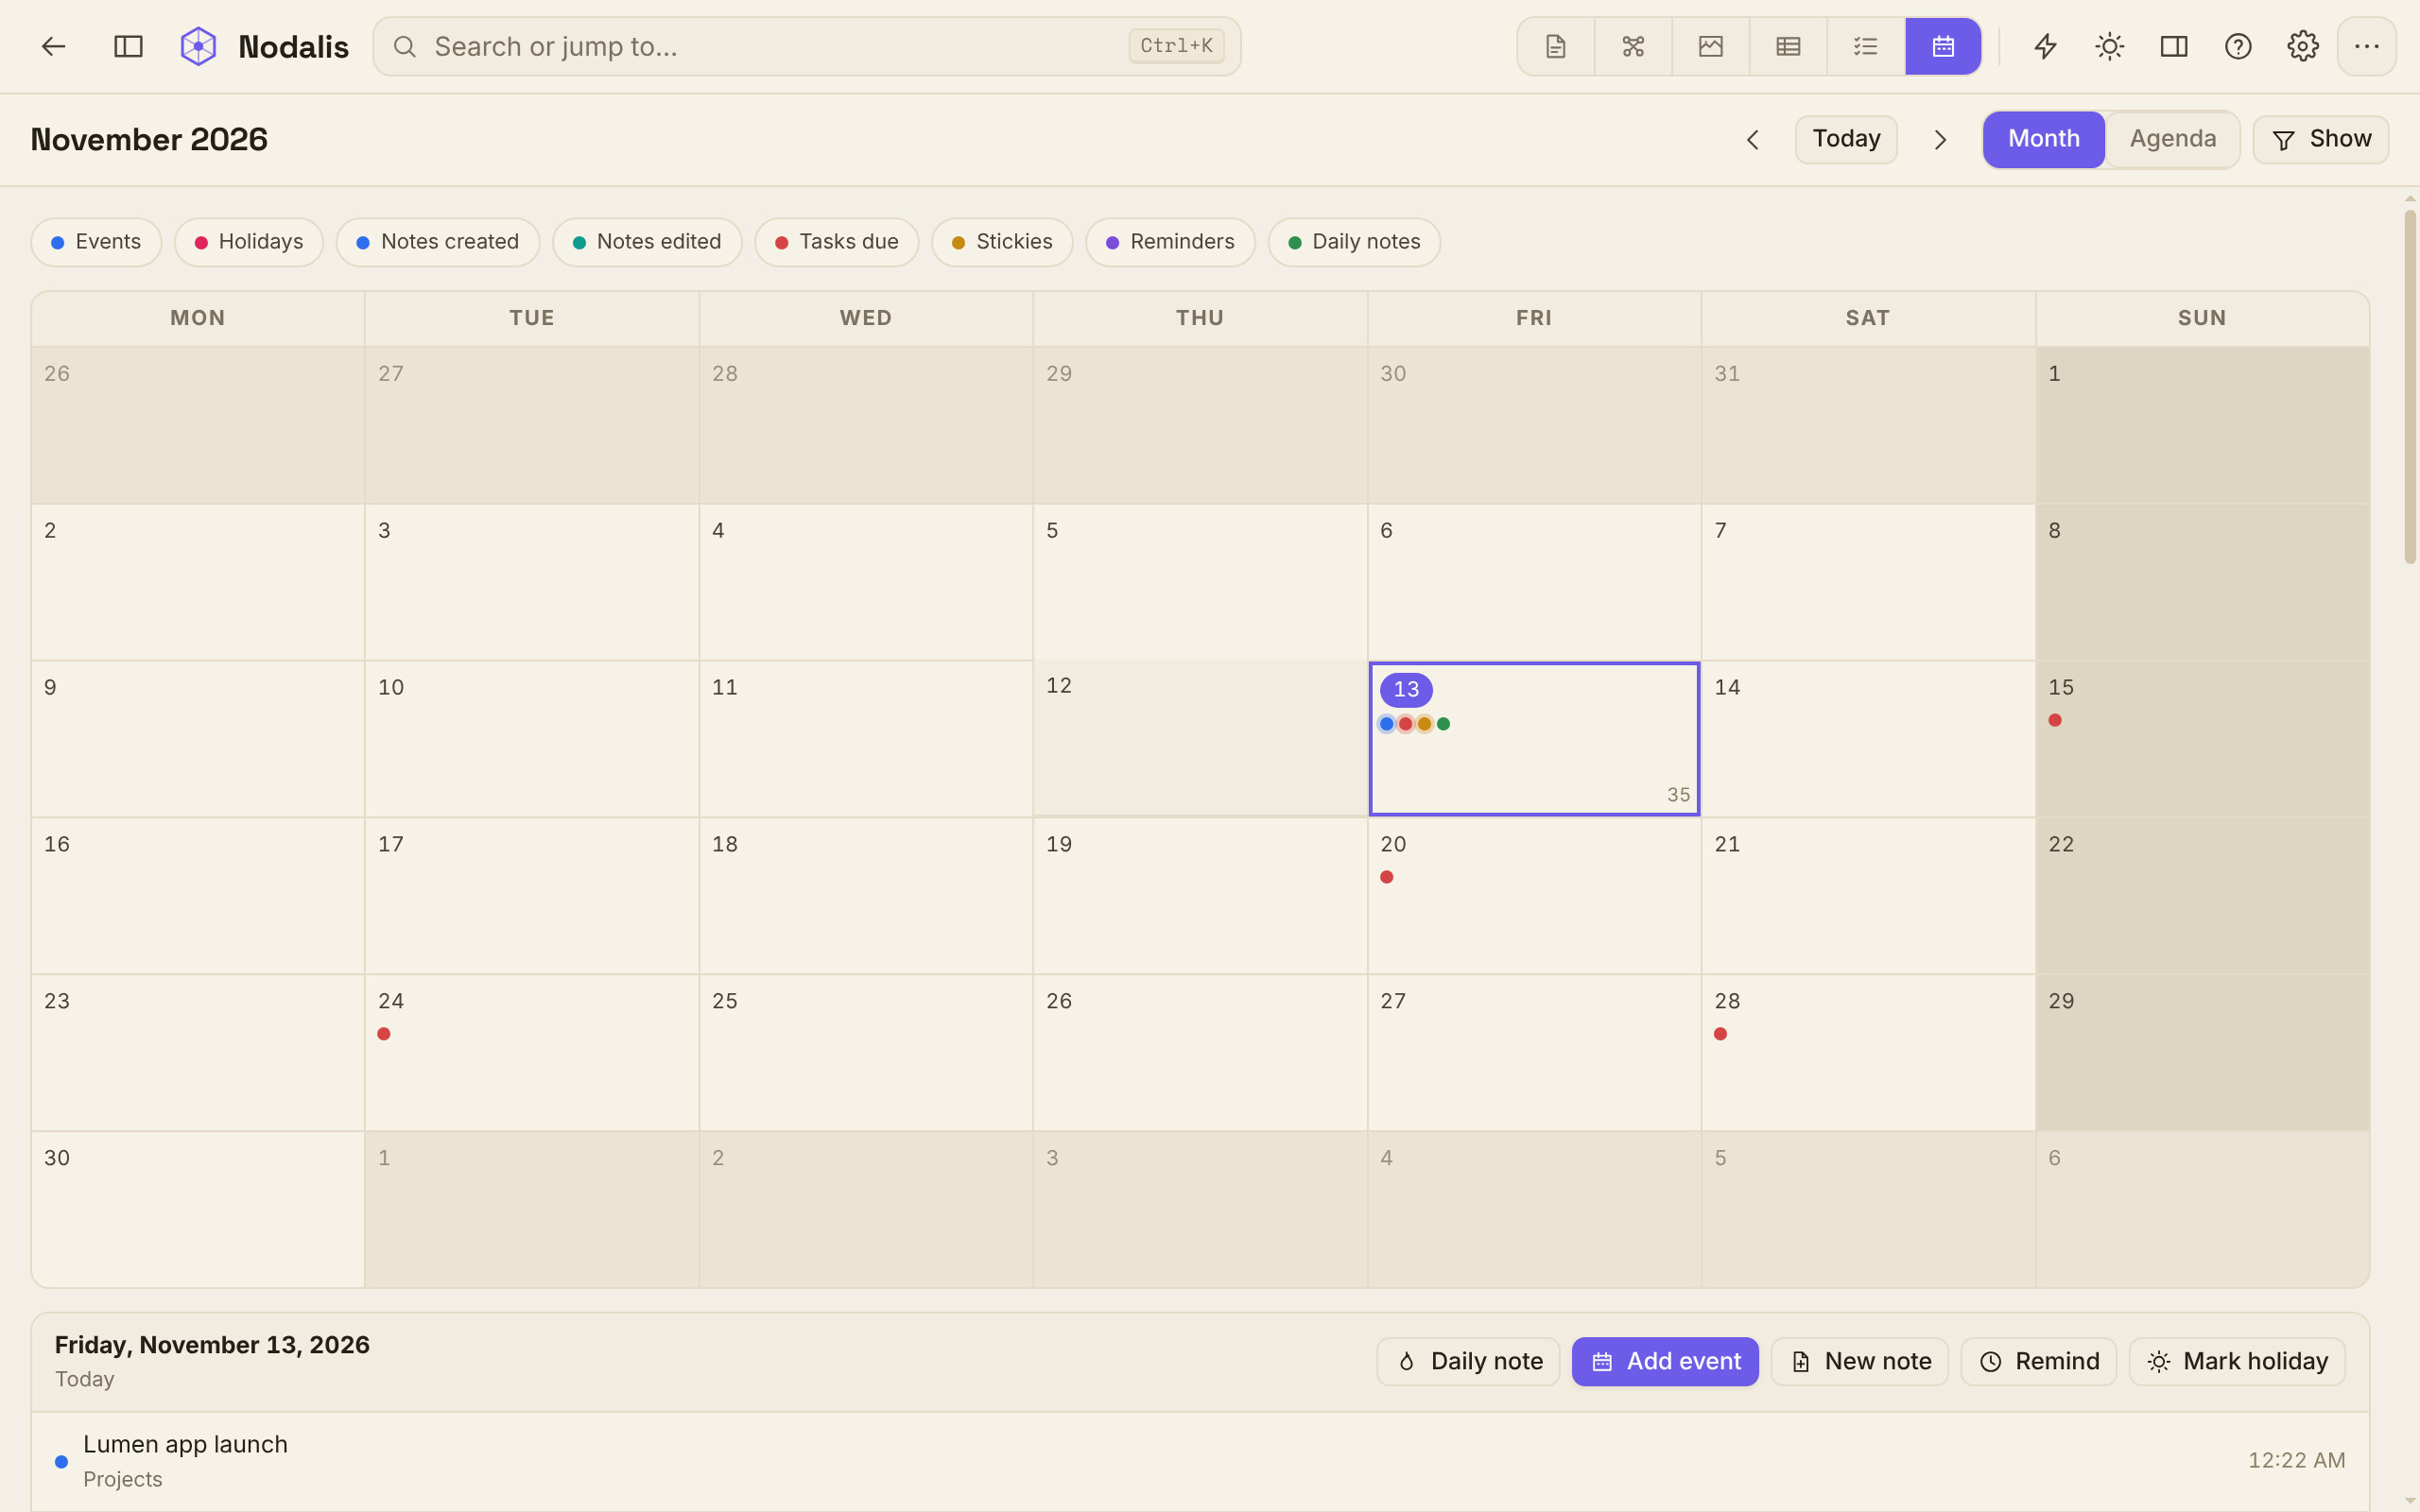 Nodalis
Search or jump to...
Ctrl+K
November 2026
Today
Month
Agenda
Show
Events
Holidays
Notes created
Notes edited
Tasks due
Stickies
Reminders
Daily notes
MON TUE WED THU FRI SAT SUN
26 27 28 29 30 31 1
2 3 4 5 6 7 8
9 10 11 12 13 14 15
35
16 17 18 19 20 21 22
23 24 25 26 27 28 29
30 1 2 3 4 5 6
Friday, November 13, 2026
Today
Daily note
Add event
New note
Remind
Mark holiday
Lumen app launch
Projects
12:22 AM